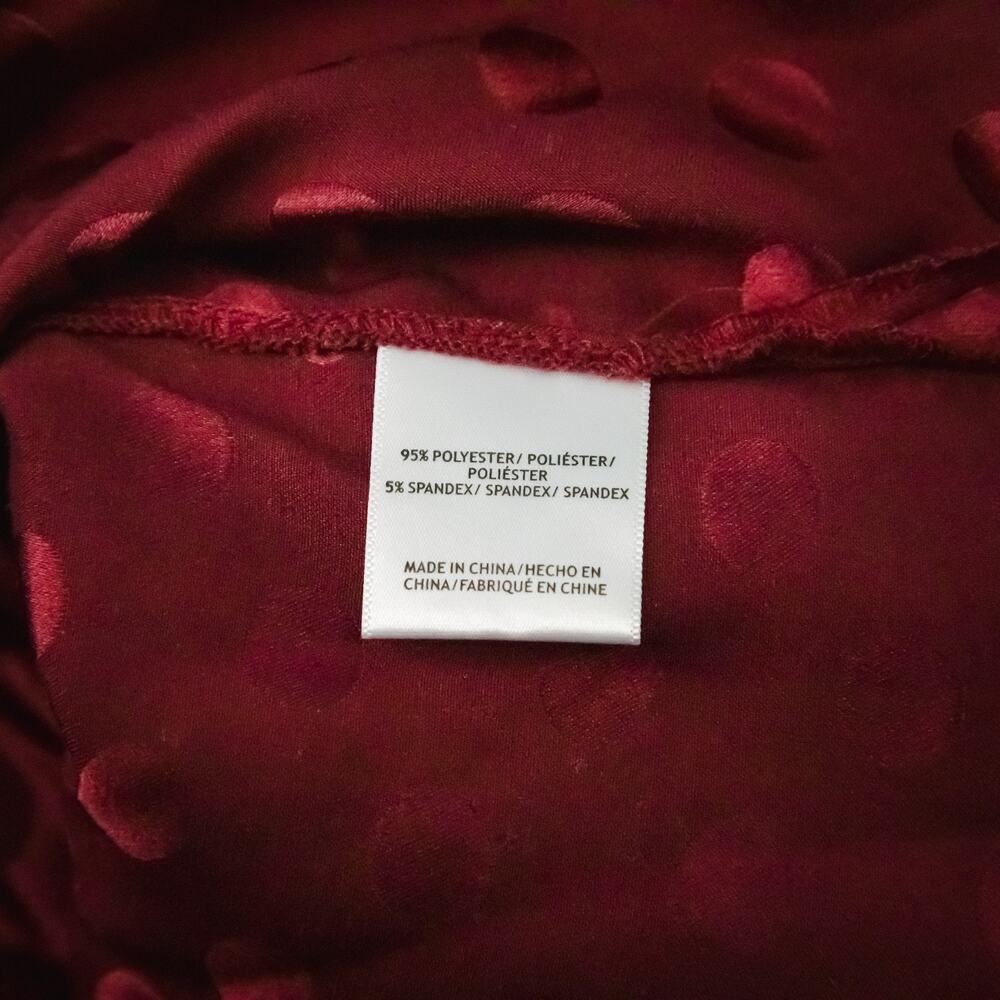 95% POLYESTER/ POLIÉSTER/
POLIÉSTER
5% SPANDEX/ SPANDEX/ SPANDEX
MADE IN CHINA/HECHO EN
CHINA/FABRIQUÉ EN CHINE